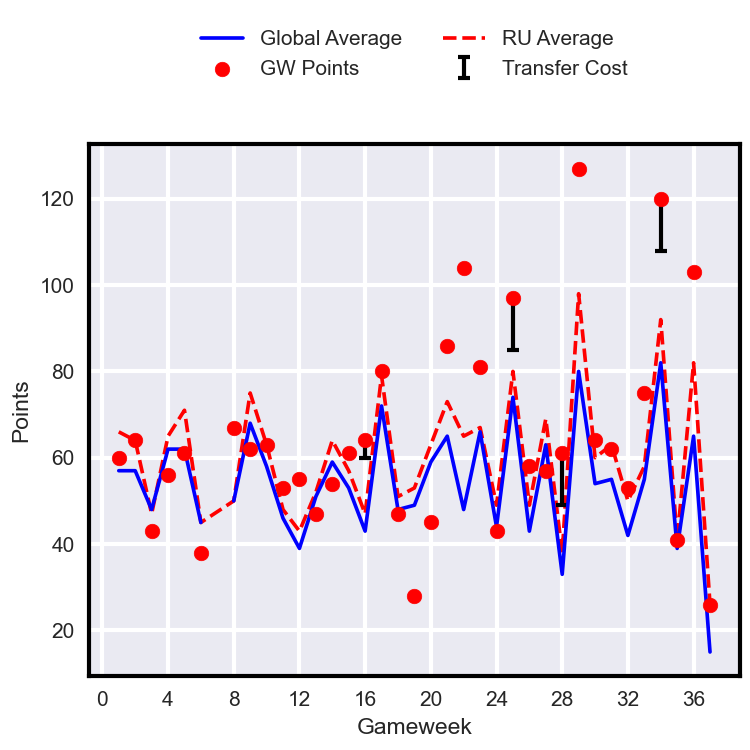 Global Average
RU Average
GW Points
Transfer Cost
120
100
80
60
40
20
Points
0 4 8 12 16 20 24 28 32 36
Gameweek